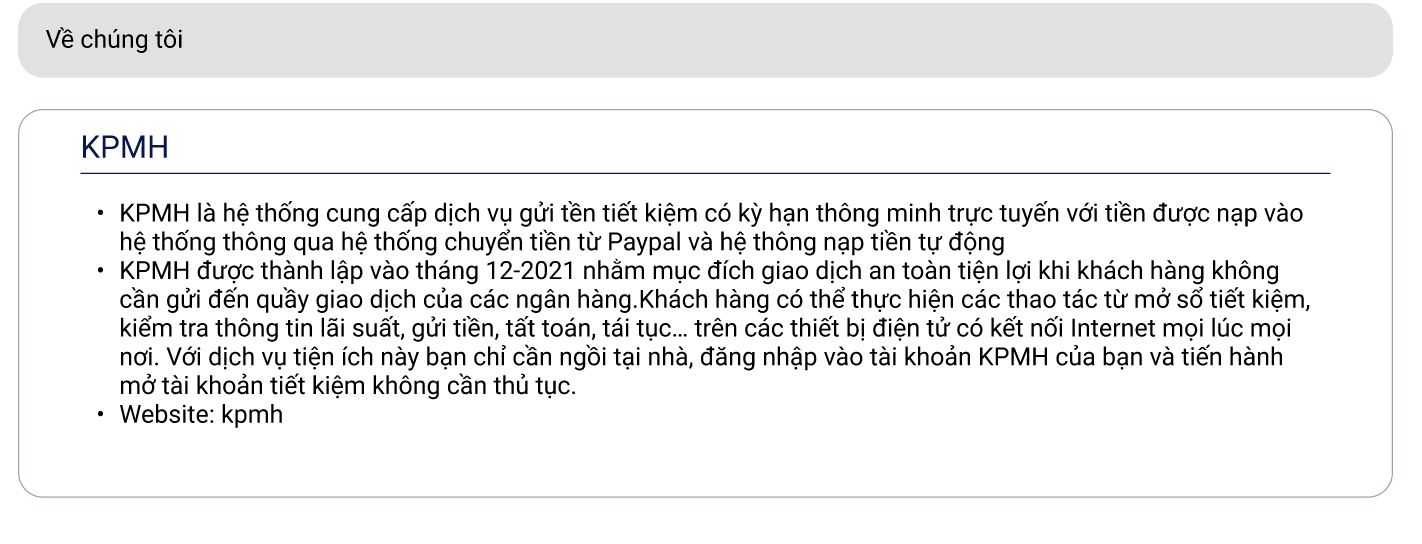 Về chúng tôi
KPMH
• KPMH là hệ thống cung cấp dịch vụ gửi tền tiết kiệm có kỳ hạn thông minh trực tuyến với tiền được nạp vào
hệ thống thông qua hệ thống chuyển tiền từ Paypal và hệ thông nạp tiền tự động
• KPMH được thành lập vào tháng 12-2021 nhằm mục đích giao dịch an toàn tiện lợi khi khách hàng không
cần gửi đến quầy giao dịch của các ngân hàng.Khách hàng có thể thực hiện các thao tác từ mở sổ tiết kiệm,
kiểm tra thông tin lãi suất, gửi tiền, tất toán, tái tục... trên các thiết bị điện tử có kết nối Internet mọi lúc mọi
nơi. Với dịch vụ tiện ích này bạn chỉ cần ngồi tại nhà, đăng nhập vào tài khoản KPMH của bạn và tiến hành
mở tài khoản tiết kiệm không cần thủ tục.
• Website: kpmh